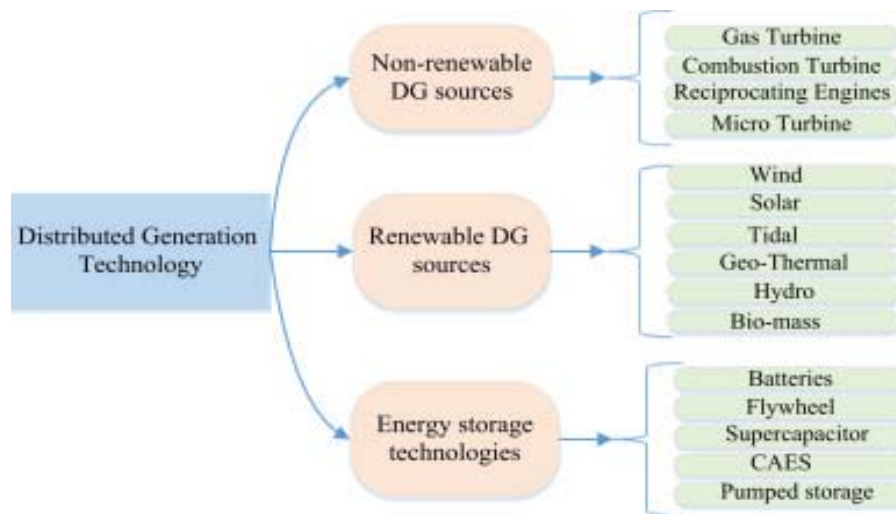 Distributed Generation
Technology
Non-renewable
DG sources
Gas Turbine
Combustion Turbine
Reciprocating Engines
Micro Turbine
Renewable DG
sources
Wind
Solar
Tidal
Geo-Thermal
Hydro
Bio-mass
Energy storage
technologies
Batteries
Flywheel
Supercapacitor
CAES
Pumped storage